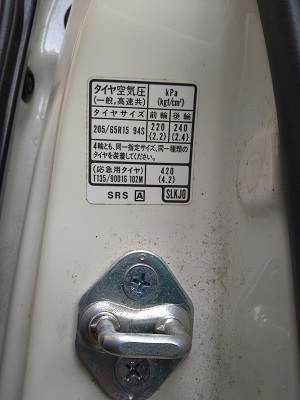 タイヤ空気圧 kPa
(一般,高速共) (kgf/cm²)
タイヤサイズ 前輪 後輪
205/65R15 94S 220 240
(2.2) (2.4)
4輪とも、同一指定サイズ、同一種類の
タイヤを装着してください。
(応急用タイヤ) 420
T135/90D16 102M (4.2)
SRS A SLKJ0